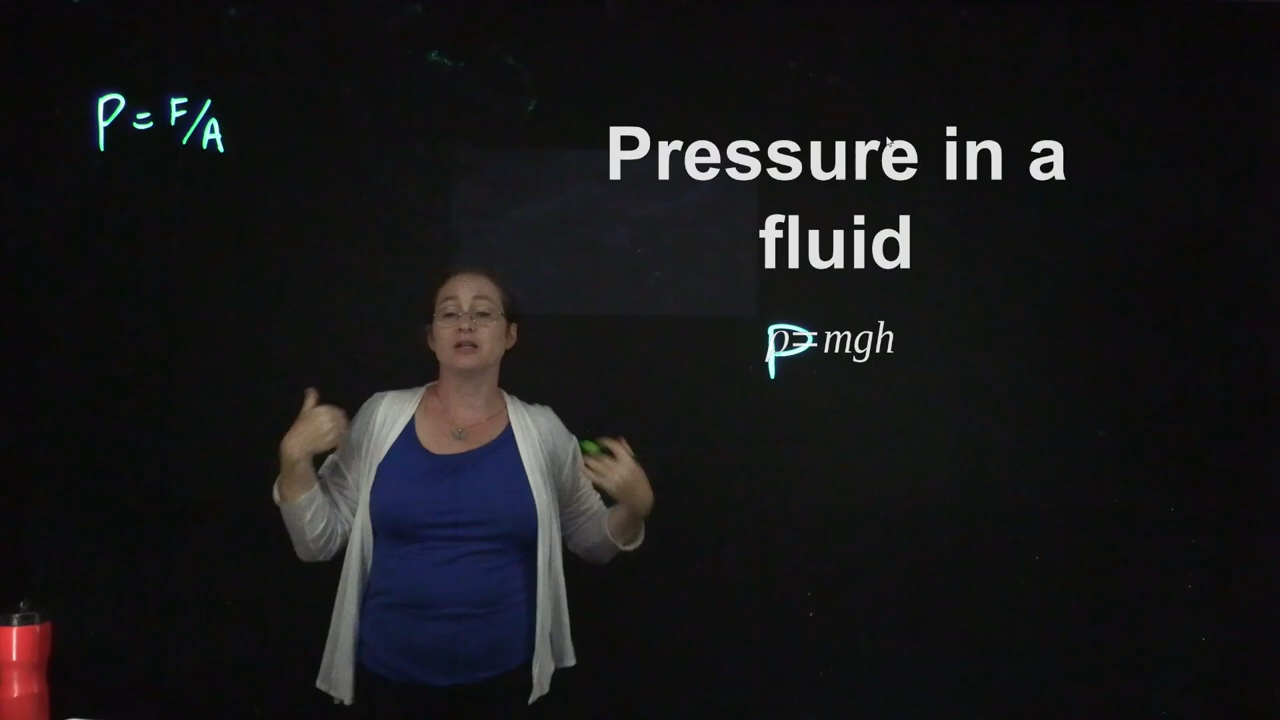 P = F/A
Pressure in a
fluid
P=mgh